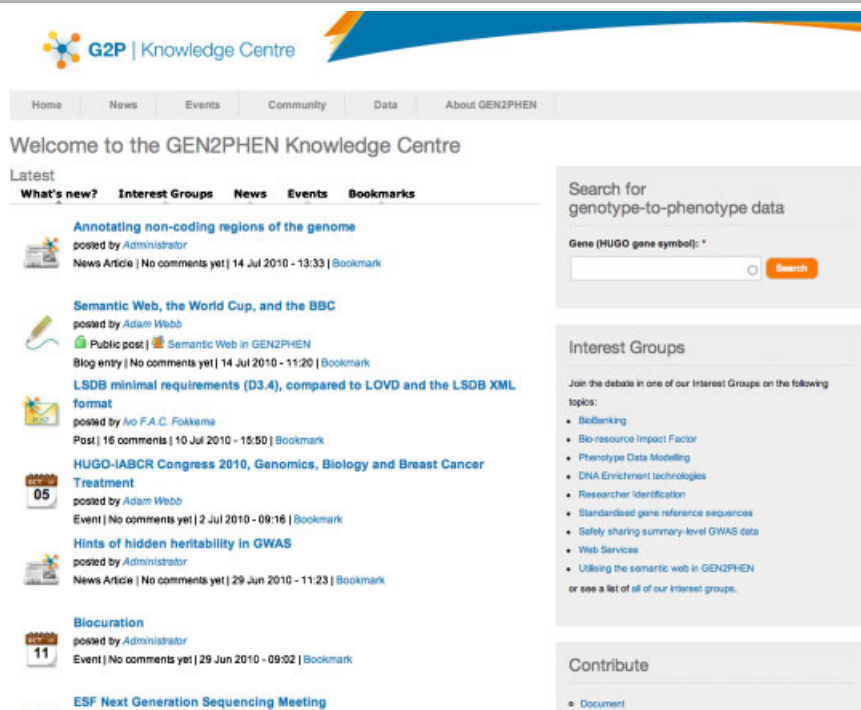 G2P | Knowledge Centre
Home News Events Community Data About GEN2PHEN
Welcome to the GEN2PHEN Knowledge Centre
Latest
What's new? Interest Groups News Events Bookmarks
Annotating non-coding regions of the genome
posted by Administrator
News Article | No comments yet | 14 Jul 2010 - 13:33 | Bookmark
Semantic Web, the World Cup, and the BBC
posted by Adam Webb
Public post | Semantic Web in GEN2PHEN
Blog entry | No comments yet | 14 Jul 2010 - 11:20 | Bookmark
LSDB minimal requirements (D3.4), compared to LOVD and the LSDB XML
format
POST
posted by Ivo F.A.C. Fokkema
Post | 16 comments | 10 Jul 2010 - 15:50 | Bookmark
HUGO-IABCR Congress 2010, Genomics, Biology and Breast Cancer
Treatment
OCT
05
posted by Adam Webb
Event | No comments yet | 2 Jul 2010 - 09:16 | Bookmark
Hints of hidden heritability in GWAS
posted by Administrator
News Article | No comments yet | 29 Jun 2010 - 11:23 | Bookmark
Biocuration
OCT
11
posted by Administrator
Event | No comments yet | 29 Jun 2010 - 09:02 | Bookmark
ESF Next Generation Sequencing Meeting
Search for
genotype-to-phenotype data
Gene (HUGO gene symbol): *
Search
Interest Groups
Join the debate in one of our Interest Groups on the following
topics:
BioBanking
Bio-resource Impact Factor
Phenotype Data Modelling
DNA Enrichment technologies
Researcher Identification
Standardised gene reference sequences
Safely sharing summary-level GWAS data
Web Services
Utilising the semantic web in GEN2PHEN
or see a list of all of our interest groups.
Contribute
Document